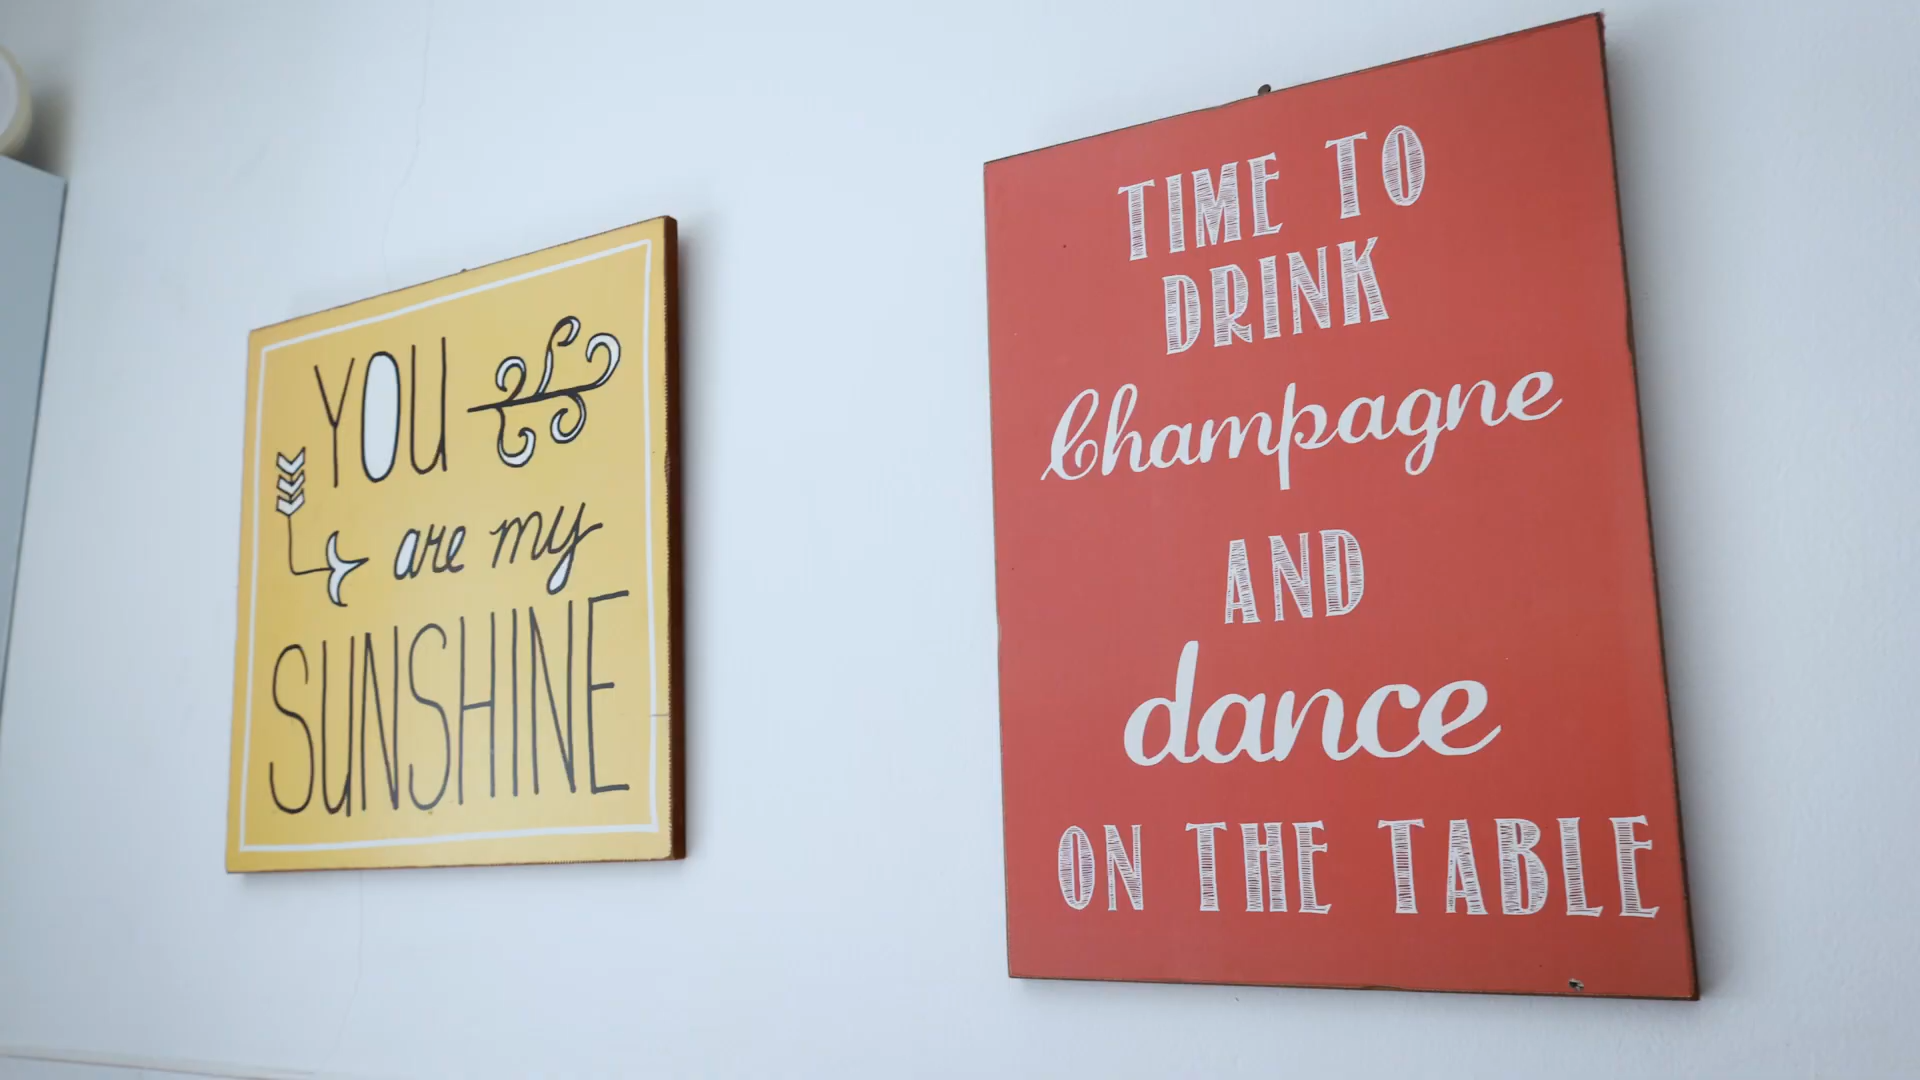 YOU
are my
SUNSHINE
TIME TO
DRINK
Champagne
AND
dance
ON THE TABLE